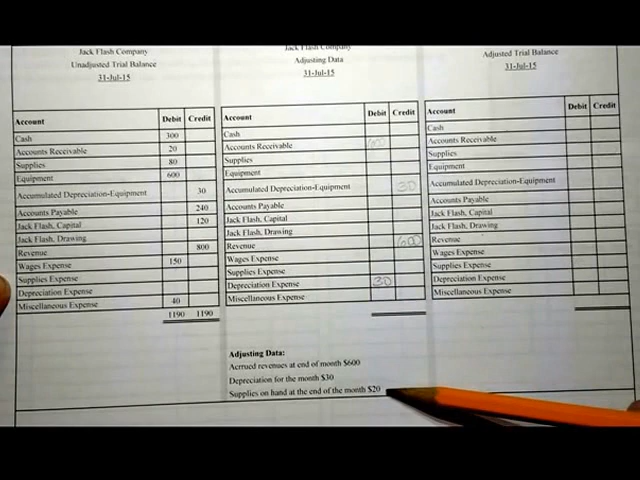 Jack Flash Company
Unadjusted Trial Balance
31-Jul-15
Account Debit Credit
Cash 300
Accounts Receivable 20
Supplies 80
Equipment 600
Accumulated Depreciation-Equipment 30
Accounts Payable 240
Jack Flash, Capital 120
Jack Flash, Drawing
Revenue 800
Wages Expense 150
Supplies Expense
Depreciation Expense
Miscellaneous Expense 40
1190 1190
Jack Flash Company
Adjusting Data
31-Jul-15
Account Debit Credit
Cash
Accounts Receivable 600
Supplies
Equipment
Accumulated Depreciation-Equipment 30
Accounts Payable
Jack Flash, Capital
Jack Flash, Drawing
Revenue 600
Wages Expense
Supplies Expense
Depreciation Expense 30
Miscellaneous Expense
Adjusting Data:
Accrued revenues at end of month $600
Depreciation for the month $30
Supplies on hand at the end of the month $20
Adjusted Trial Balance
31-Jul-15
Account Debit Credit
Cash
Accounts Receivable
Supplies
Equipment
Accumulated Depreciation-Equipment
Accounts Payable
Jack Flash, Capital
Jack Flash, Drawing
Revenue
Wages Expense
Supplies Expense
Depreciation Expense
Miscellaneous Expense